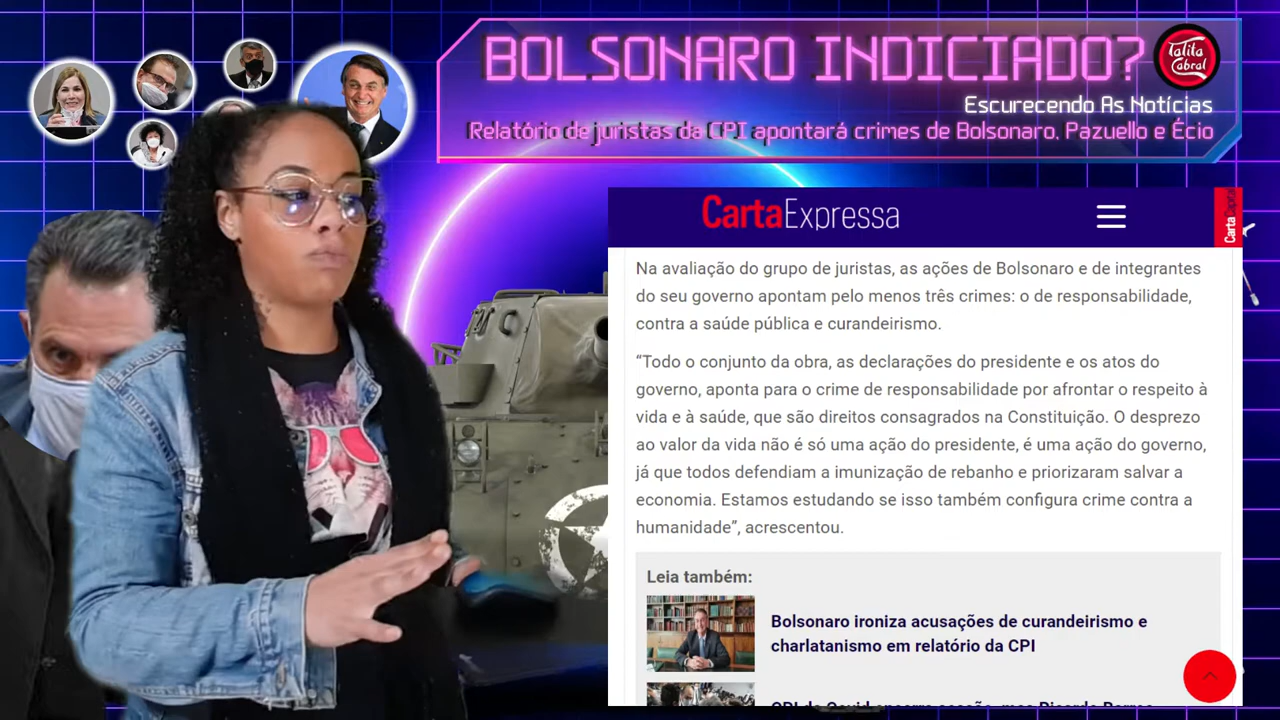 BOLSONARO INDICIADO?
Talita
Cabral
Escurecendo As Notícias
Relatório de juristas da CPI apontará crimes de Bolsonaro, Pazuello e Écio
CartaExpressa
CartaCapital
Na avaliação do grupo de juristas, as ações de Bolsonaro e de integrantes
do seu governo apontam pelo menos três crimes: o de responsabilidade,
contra a saúde pública e curandeirismo.
“Todo o conjunto da obra, as declarações do presidente e os atos do
governo, aponta para o crime de responsabilidade por afrontar o respeito à
vida e à saúde, que são direitos consagrados na Constituição. O desprezo
ao valor da vida não é só uma ação do presidente, é uma ação do governo,
já que todos defendiam a imunização de rebanho e priorizaram salvar a
economia. Estamos estudando se isso também configura crime contra a
humanidade”, acrescentou.
Leia também:
Bolsonaro ironiza acusações de curandeirismo e
charlatanismo em relatório da CPI